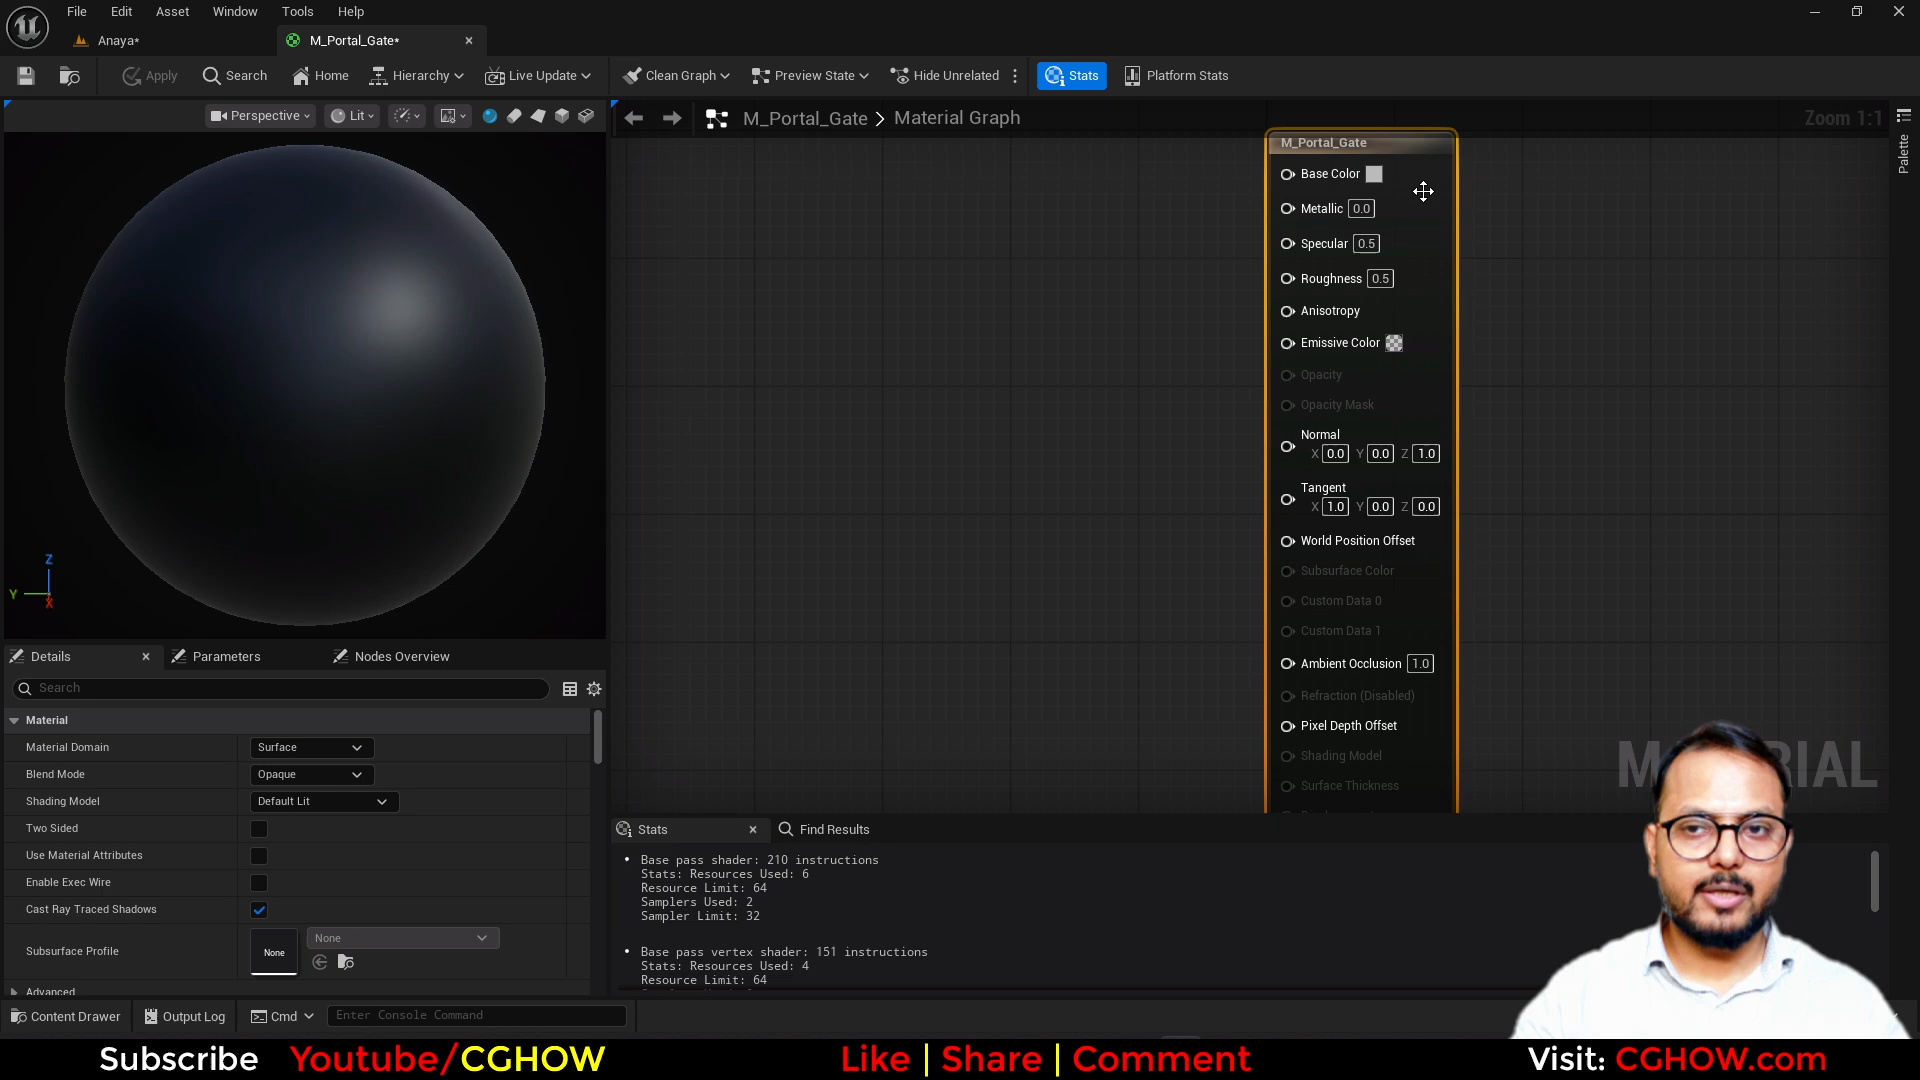 File Edit Asset Window Tools Help
Anaya*
M_Portal_Gate*
Apply Search Home Hierarchy Live Update Clean Graph Preview State Hide Unrelated Stats Platform Stats
Perspective Lit
M_Portal_Gate > Material Graph
Zoom 1:1
Palette
M_Portal_Gate
Base Color
Metallic 0.0
Specular 0.5
Roughness 0.5
Anisotropy
Emissive Color
Opacity
Opacity Mask
Normal
X 0.0 Y 0.0 Z 1.0
Tangent
X 1.0 Y 0.0 Z 0.0
World Position Offset
Subsurface Color
Custom Data 0
Custom Data 1
Ambient Occlusion 1.0
Refraction (Disabled)
Pixel Depth Offset
Shading Model
Surface Thickness
Z
Y
X
Details Parameters Nodes Overview
Search
Material
Material Domain Surface
Blend Mode Opaque
Shading Model Default Lit
Two Sided
Use Material Attributes
Enable Exec Wire
Cast Ray Traced Shadows
Subsurface Profile None None
Advanced
Stats Find Results
Base pass shader: 210 instructions
Stats: Resources Used: 6
Resource Limit: 64
Samplers Used: 2
Sampler Limit: 32
Base pass vertex shader: 151 instructions
Stats: Resources Used: 4
Resource Limit: 64
Content Drawer Output Log Cmd Enter Console Command
Subscribe Youtube/CGHOW Like | Share | Comment Visit: CGHOW.com